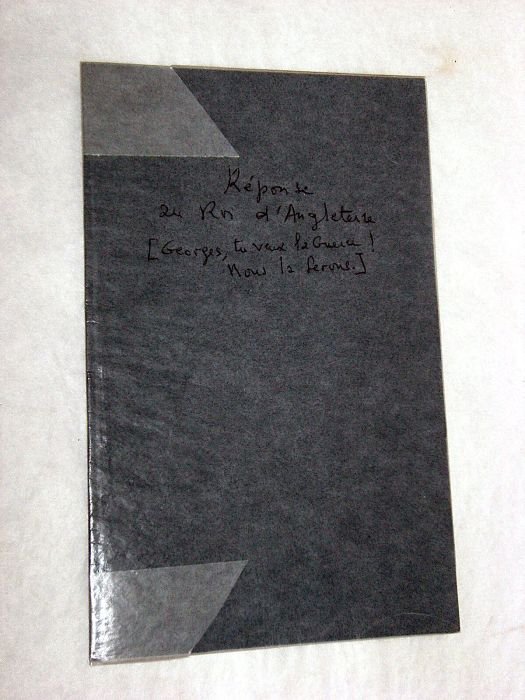 Réponse
au Roi d'Angleterre
[Georges, tu veux la Guerre !
Nous la ferons.]